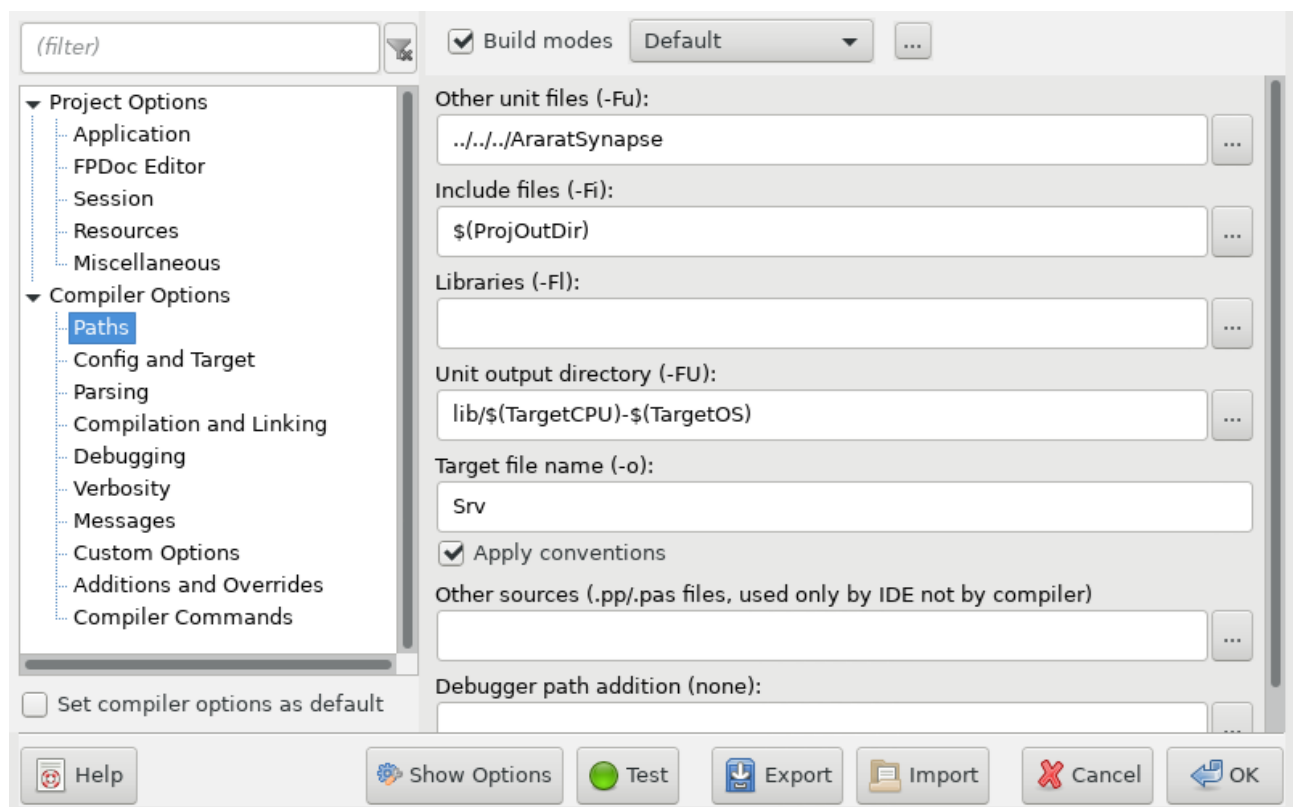 (filter)
Project Options
Application
FPDoc Editor
Session
Resources
Miscellaneous
Compiler Options
Paths
Config and Target
Parsing
Compilation and Linking
Debugging
Verbosity
Messages
Custom Options
Additions and Overrides
Compiler Commands
Set compiler options as default
Build modes
Default
...
Other unit files (-Fu):
../../../AraratSynapse
...
Include files (-Fi):
$(ProjOutDir)
...
Libraries (-Fl):
...
Unit output directory (-FU):
lib/$(TargetCPU)-$(TargetOS)
...
Target file name (-o):
Srv
Apply conventions
Other sources (.pp/.pas files, used only by IDE not by compiler)
...
Debugger path addition (none):
...
Help
Show Options
Test
Export
Import
Cancel
OK